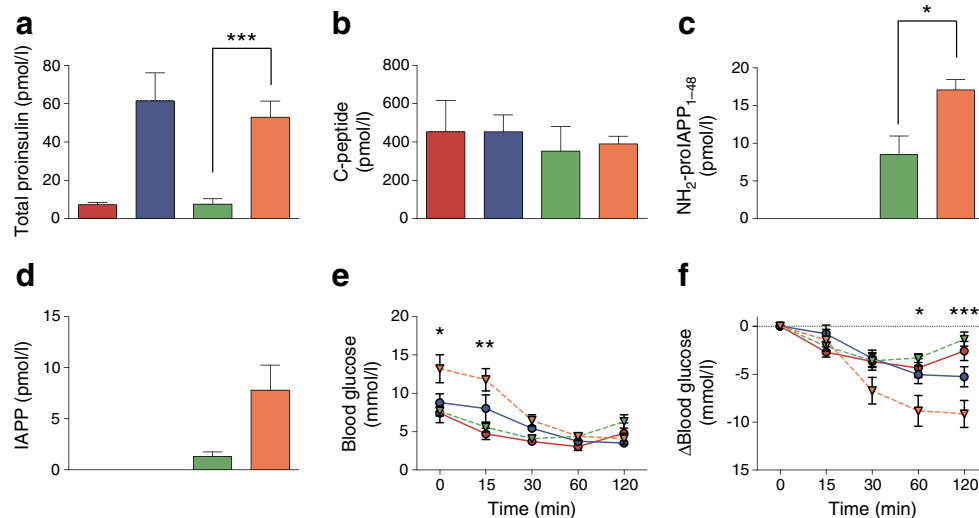 a
Total proinsulin (pmol/l)
80
60
40
20
0
***
b
C-peptide
(pmol/l)
800
600
400
200
0
c
NH₂-proIAPP₁₋₄₈
(pmol/l)
20
15
10
5
0
*
d
IAPP (pmol/l)
15
10
5
0
e
Blood glucose
(mmol/l)
20
15
10
5
0
* **
0 15 30 60 120
Time (min)
f
ΔBlood glucose
(mmol/l)
0
-5
-10
15
* ***
0 15 30 60 120
Time (min)